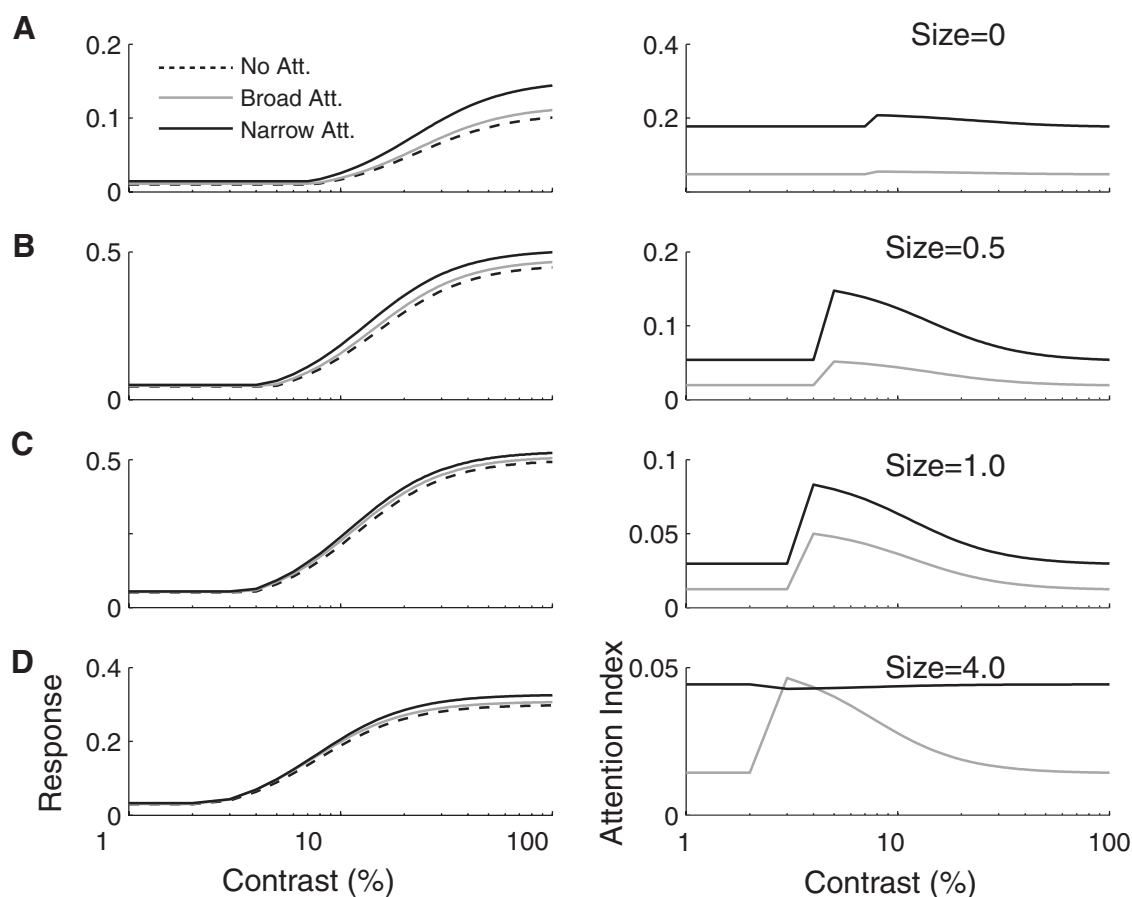 A
0.2
0.1
0
No Att.
Broad Att.
Narrow Att.
0.4
0.2
0
Size=0
B
0.5
0
0.2
0.1
0
Size=0.5
C
0.5
0
0.1
0.05
0
Size=1.0
D
0.4
0.2
0
Response
1
10
100
Contrast (%)
0.05
0
Size=4.0
Attention Index
1
10
100
Contrast (%)